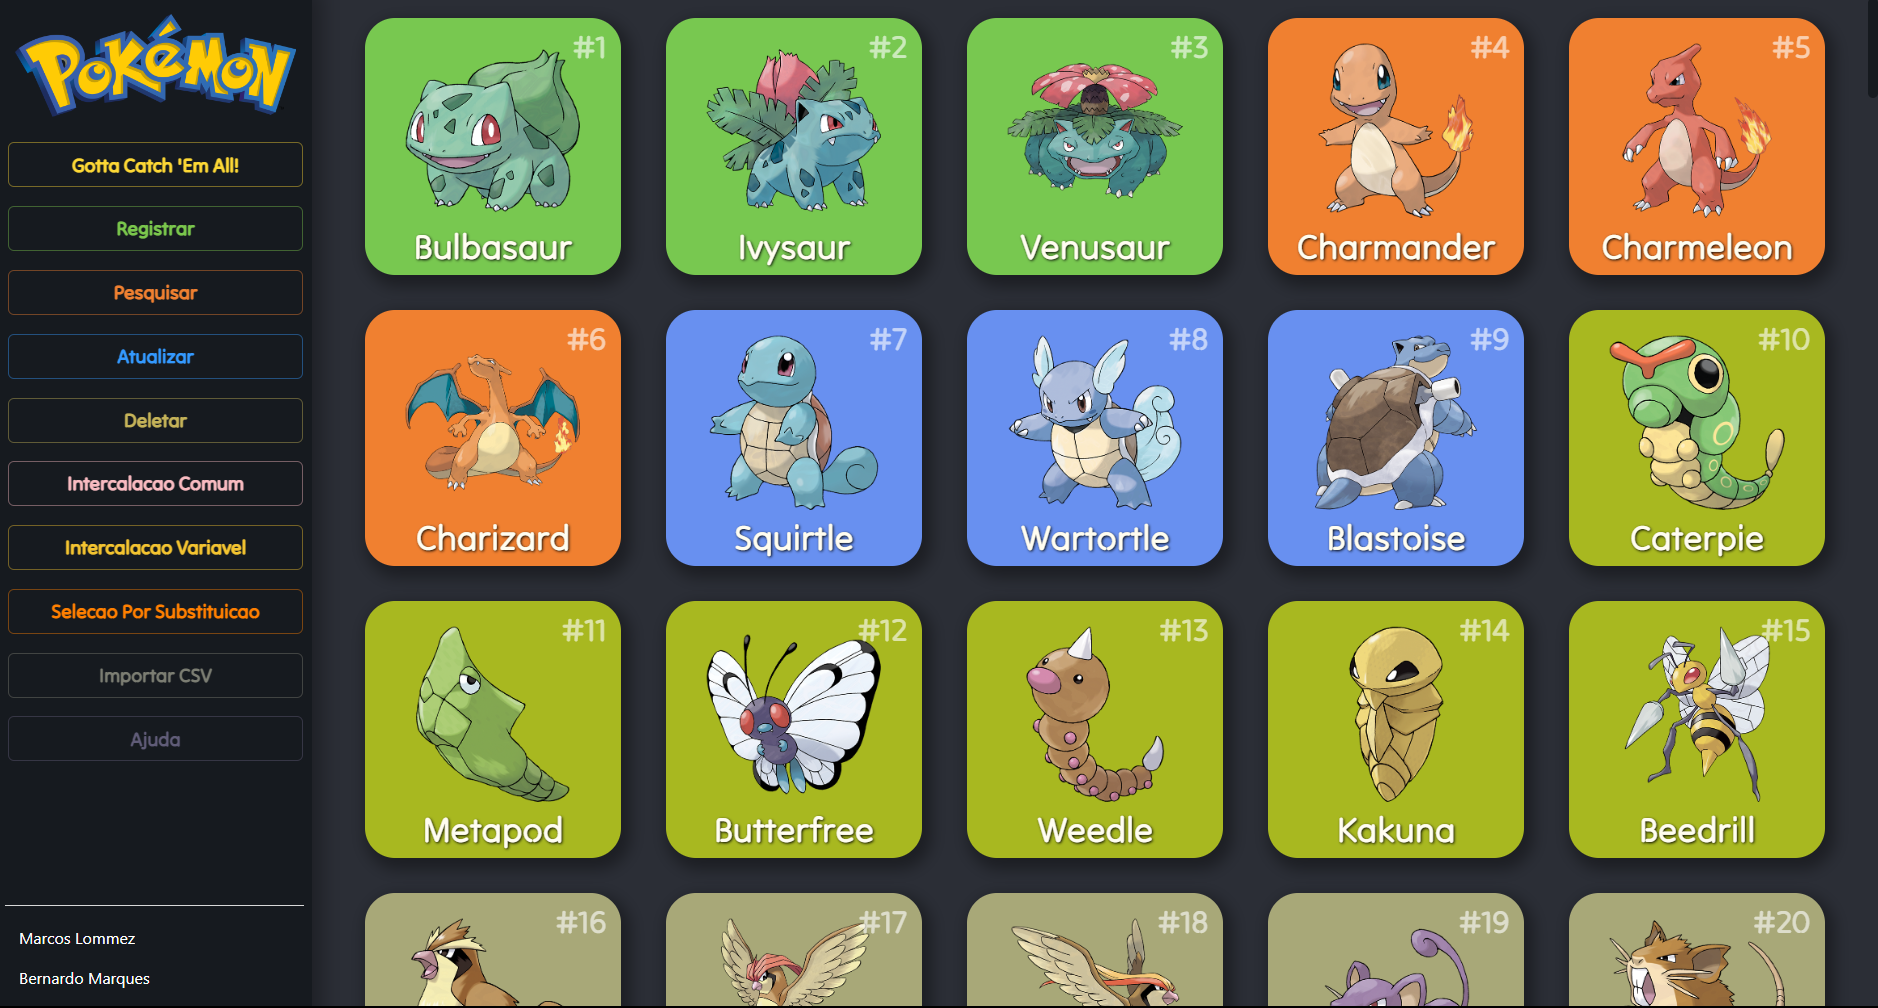 POKéMON
Gotta Catch 'Em All!
Registrar
Pesquisar
Atualizar
Deletar
Intercalacao Comum
Intercalacao Variavel
Selecao Por Substituicao
Importar CSV
Ajuda
Marcos Lommez
Bernardo Marques
#1
Bulbasaur
#2
Ivysaur
#3
Venusaur
#4
Charmander
#5
Charmeleon
#6
Charizard
#7
Squirtle
#8
Wartortle
#9
Blastoise
#10
Caterpie
#11
Metapod
#12
Butterfree
#13
Weedle
#14
Kakuna
#15
Beedrill
#16
#17
#18
#19
#20